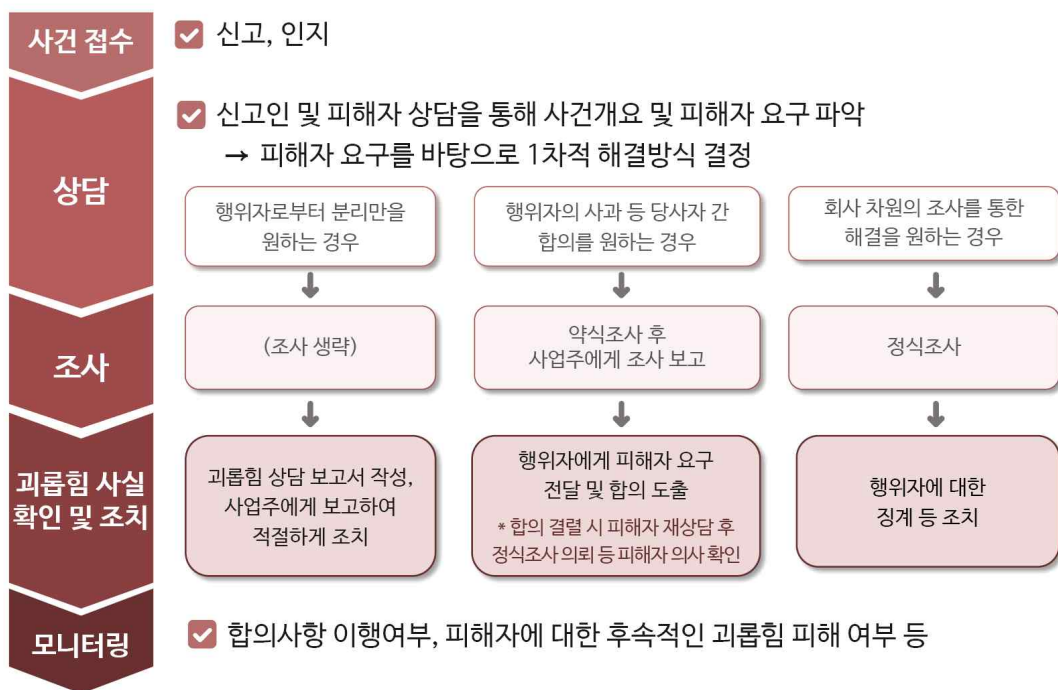 사건 접수
신고, 인지
상담
신고인 및 피해자 상담을 통해 사건개요 및 피해자 요구 파악
→ 피해자 요구를 바탕으로 1차적 해결방식 결정
행위자로부터 분리만을
원하는 경우
행위자의 사과 등 당사자 간
합의를 원하는 경우
회사 차원의 조사를 통한
해결을 원하는 경우
조사
(조사 생략)
약식조사 후
사업주에게 조사 보고
정식조사
괴롭힘 사실
확인 및 조치
괴롭힘 상담 보고서 작성,
사업주에게 보고하여
적절하게 조치
행위자에게 피해자 요구
전달 및 합의 도출
* 합의 결렬 시 피해자 재상담 후
정식조사 의뢰 등 피해자 의사 확인
행위자에 대한
징계 등 조치
모니터링
합의사항 이행여부, 피해자에 대한 후속적인 괴롭힘 피해 여부 등